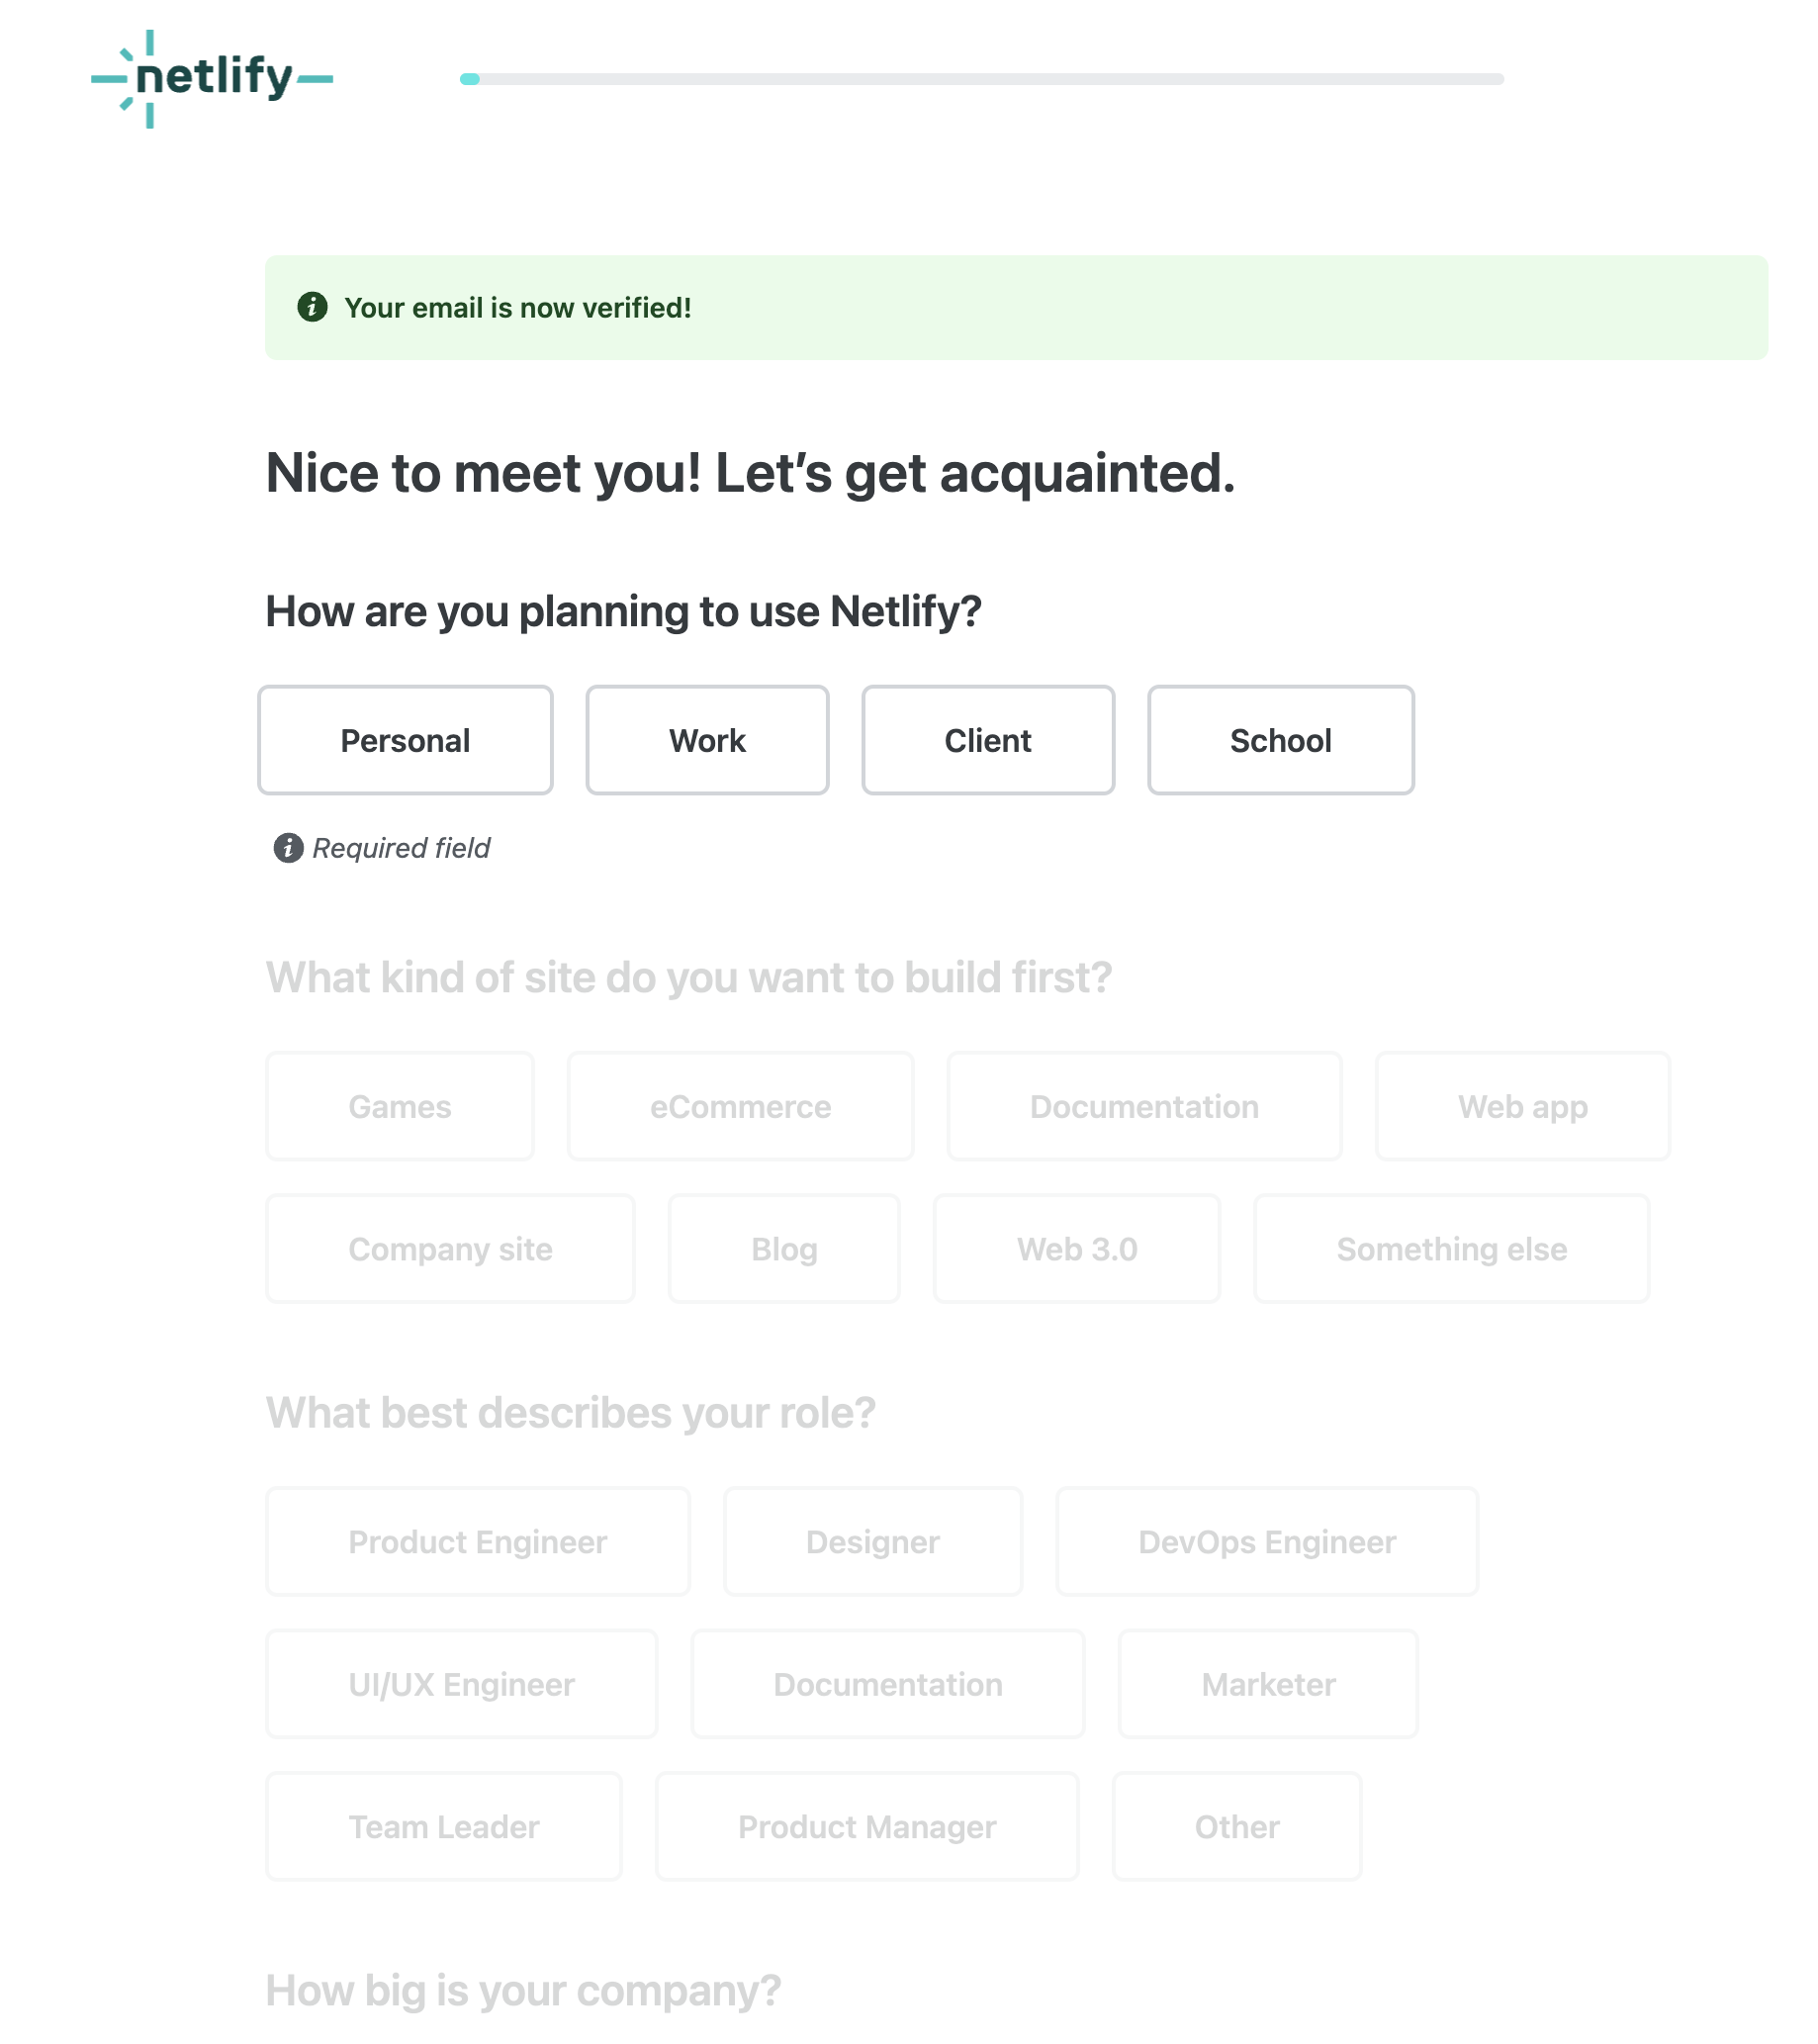 netlify
Your email is now verified!
Nice to meet you! Let’s get acquainted.
How are you planning to use Netlify?
Personal Work Client School
Required field
What kind of site do you want to build first?
Games eCommerce Documentation Web app
Company site Blog Web 3.0 Something else
What best describes your role?
Product Engineer Designer DevOps Engineer
UI/UX Engineer Documentation Marketer
Team Leader Product Manager Other
How big is your company?